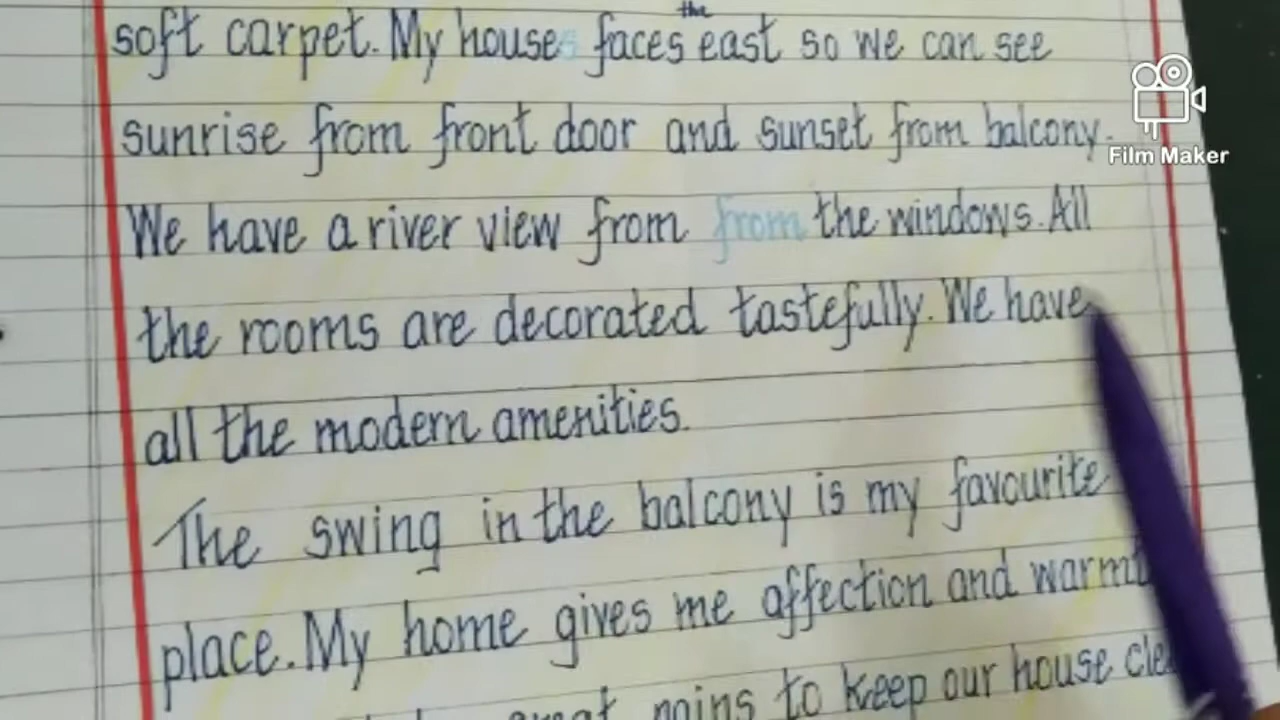 the
soft carpet. My houses faces east so we can see
sunrise from front door and sunset from balcony.
We have a river view from from the windows. All
the rooms are decorated tastefully. We have
all the modern amenities.
The swing in the balcony is my favourite
place. My home gives me affection and
great pains to keep our house
Film Maker